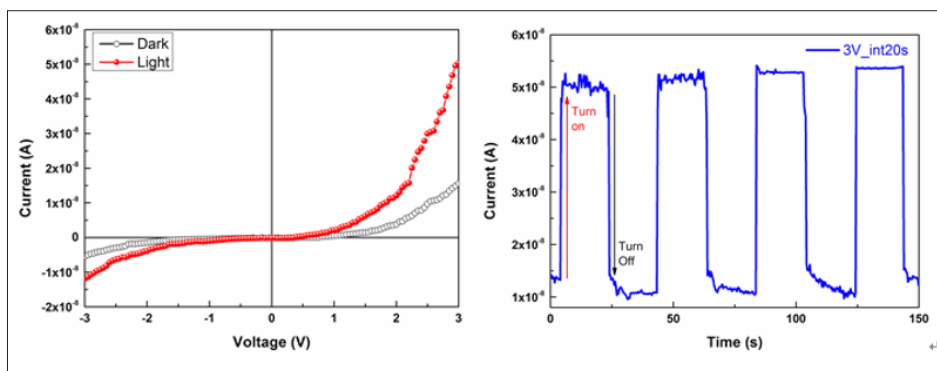 6x10⁻⁸
5x10⁻⁸
4x10⁻⁸
3x10⁻⁸
2x10⁻⁸
1x10⁻⁸
0
-1x10⁻⁸
-2x10⁻⁸
Current (A)
Dark
Light
-3 -2 -1 0 1 2 3
Voltage (V)
6x10⁻⁸
5x10⁻⁸
4x10⁻⁸
3x10⁻⁸
2x10⁻⁸
1x10⁻⁸
Current (A)
3V_int20s
Turn
on
Turn
Off
0 50 100 150
Time (s)
↵